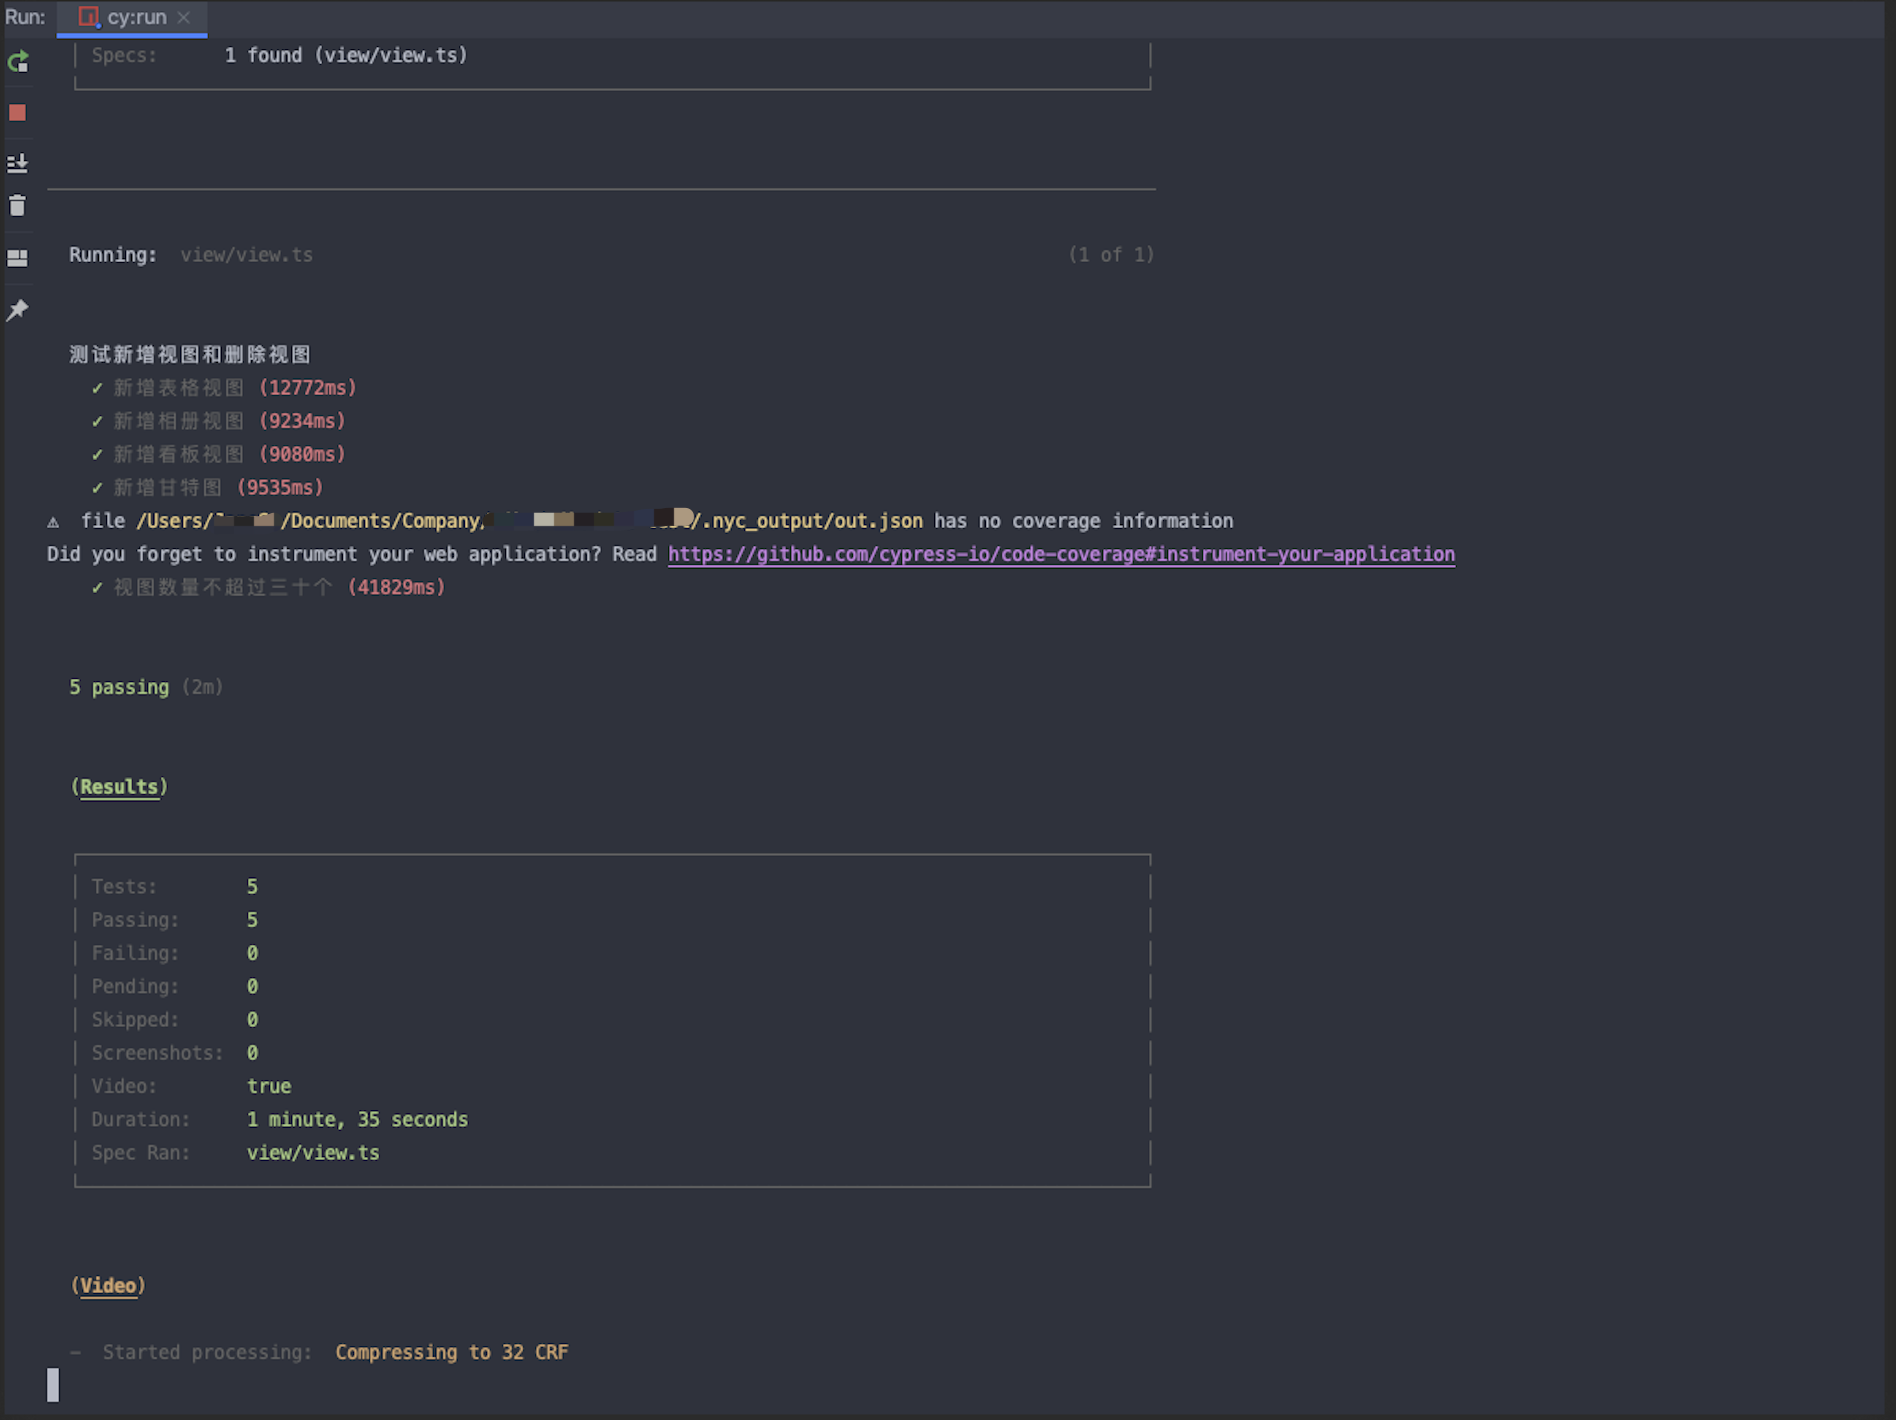 Run: cy:run
Specs: 1 found (view/view.ts)
Running: view/view.ts (1 of 1)
测试新增视图和删除视图
✓ 新增表格视图 (12772ms)
✓ 新增相册视图 (9234ms)
✓ 新增看板视图 (9080ms)
✓ 新增甘特图 (9535ms)
⚠ file /Users/ /Documents/Company/ /.nyc_output/out.json has no coverage information
Did you forget to instrument your web application? Read https://github.com/cypress-io/code-coverage#instrument-your-application
✓ 视图数量不超过三十个 (41829ms)
5 passing (2m)
(Results)
Tests: 5
Passing: 5
Failing: 0
Pending: 0
Skipped: 0
Screenshots: 0
Video: true
Duration: 1 minute, 35 seconds
Spec Ran: view/view.ts
(Video)
- Started processing: Compressing to 32 CRF